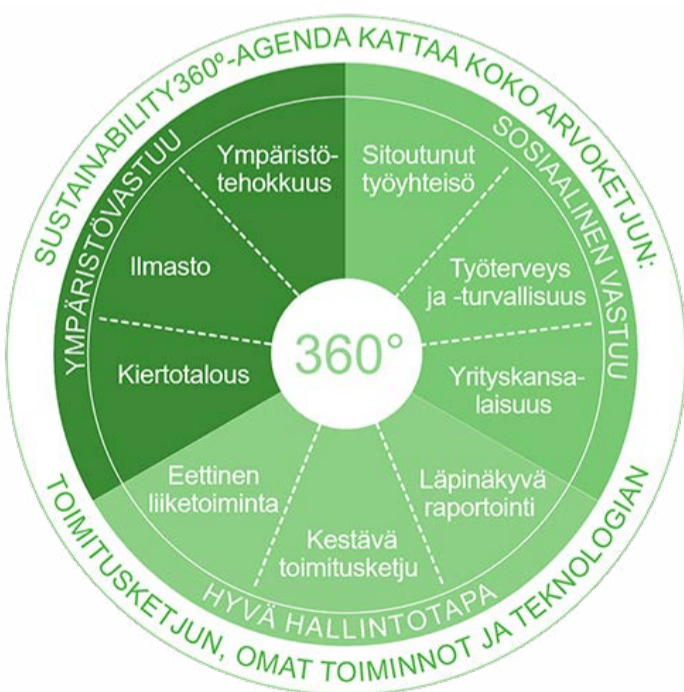 SUSTAINABILITY360º-AGENDA KATTAA KOKO ARVOKETJUN:
TOIMITUSKETJUN, OMAT TOIMINNOT JA TEKNOLOGIAN
YMPÄRISTÖVASTUU
Ympäristö-
tehokkuus
Ilmasto
Kiertotalous
SOSIAALINEN VASTUU
Sitoutunut
työyhteisö
Työterveys
ja -turvallisuus
Yrityskansa-
laisuus
HYVÄ HALLINTOTAPA
Läpinäkyvä
raportointi
Kestävä
toimitusketju
Eettinen
liiketoiminta
360°